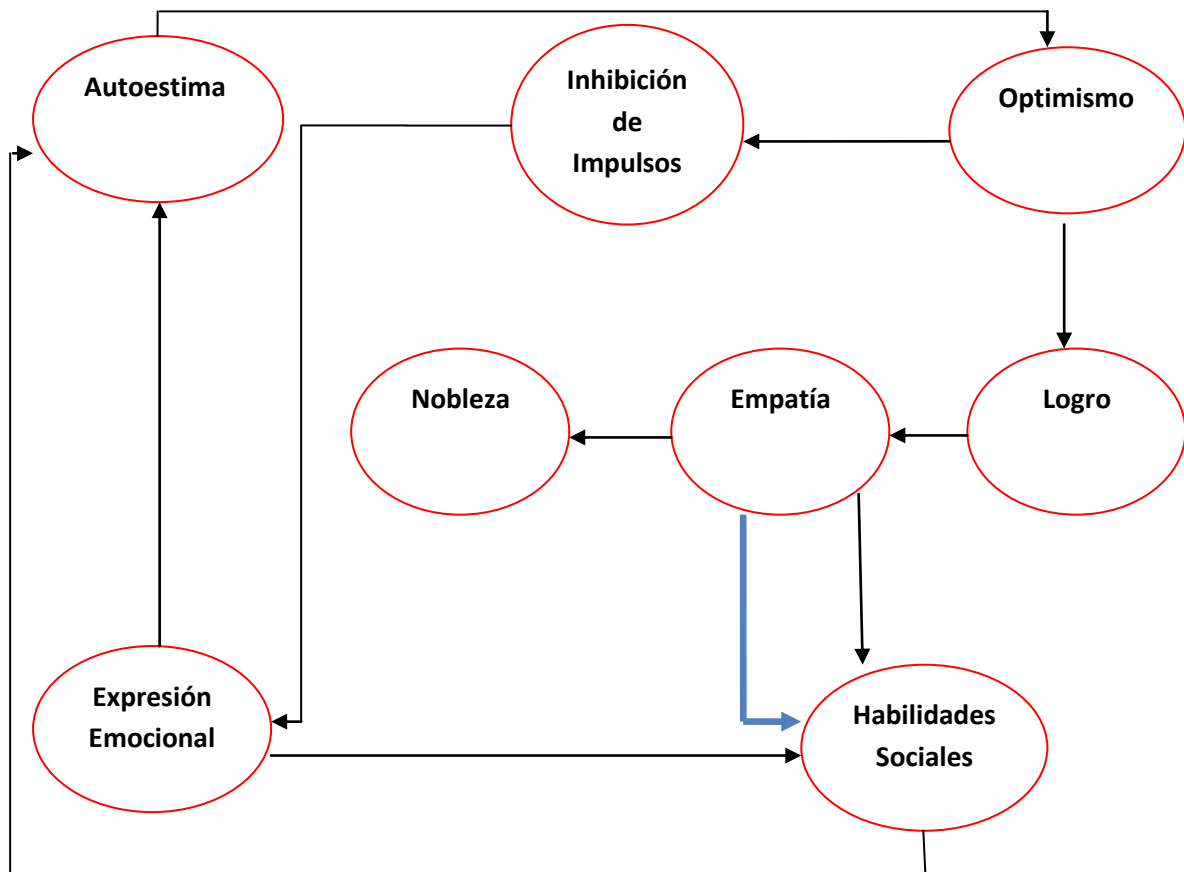 Autoestima
Inhibición
de
Impulsos
Optimismo
Nobleza
Empatía
Logro
Expresión
Emocional
Habilidades
Sociales